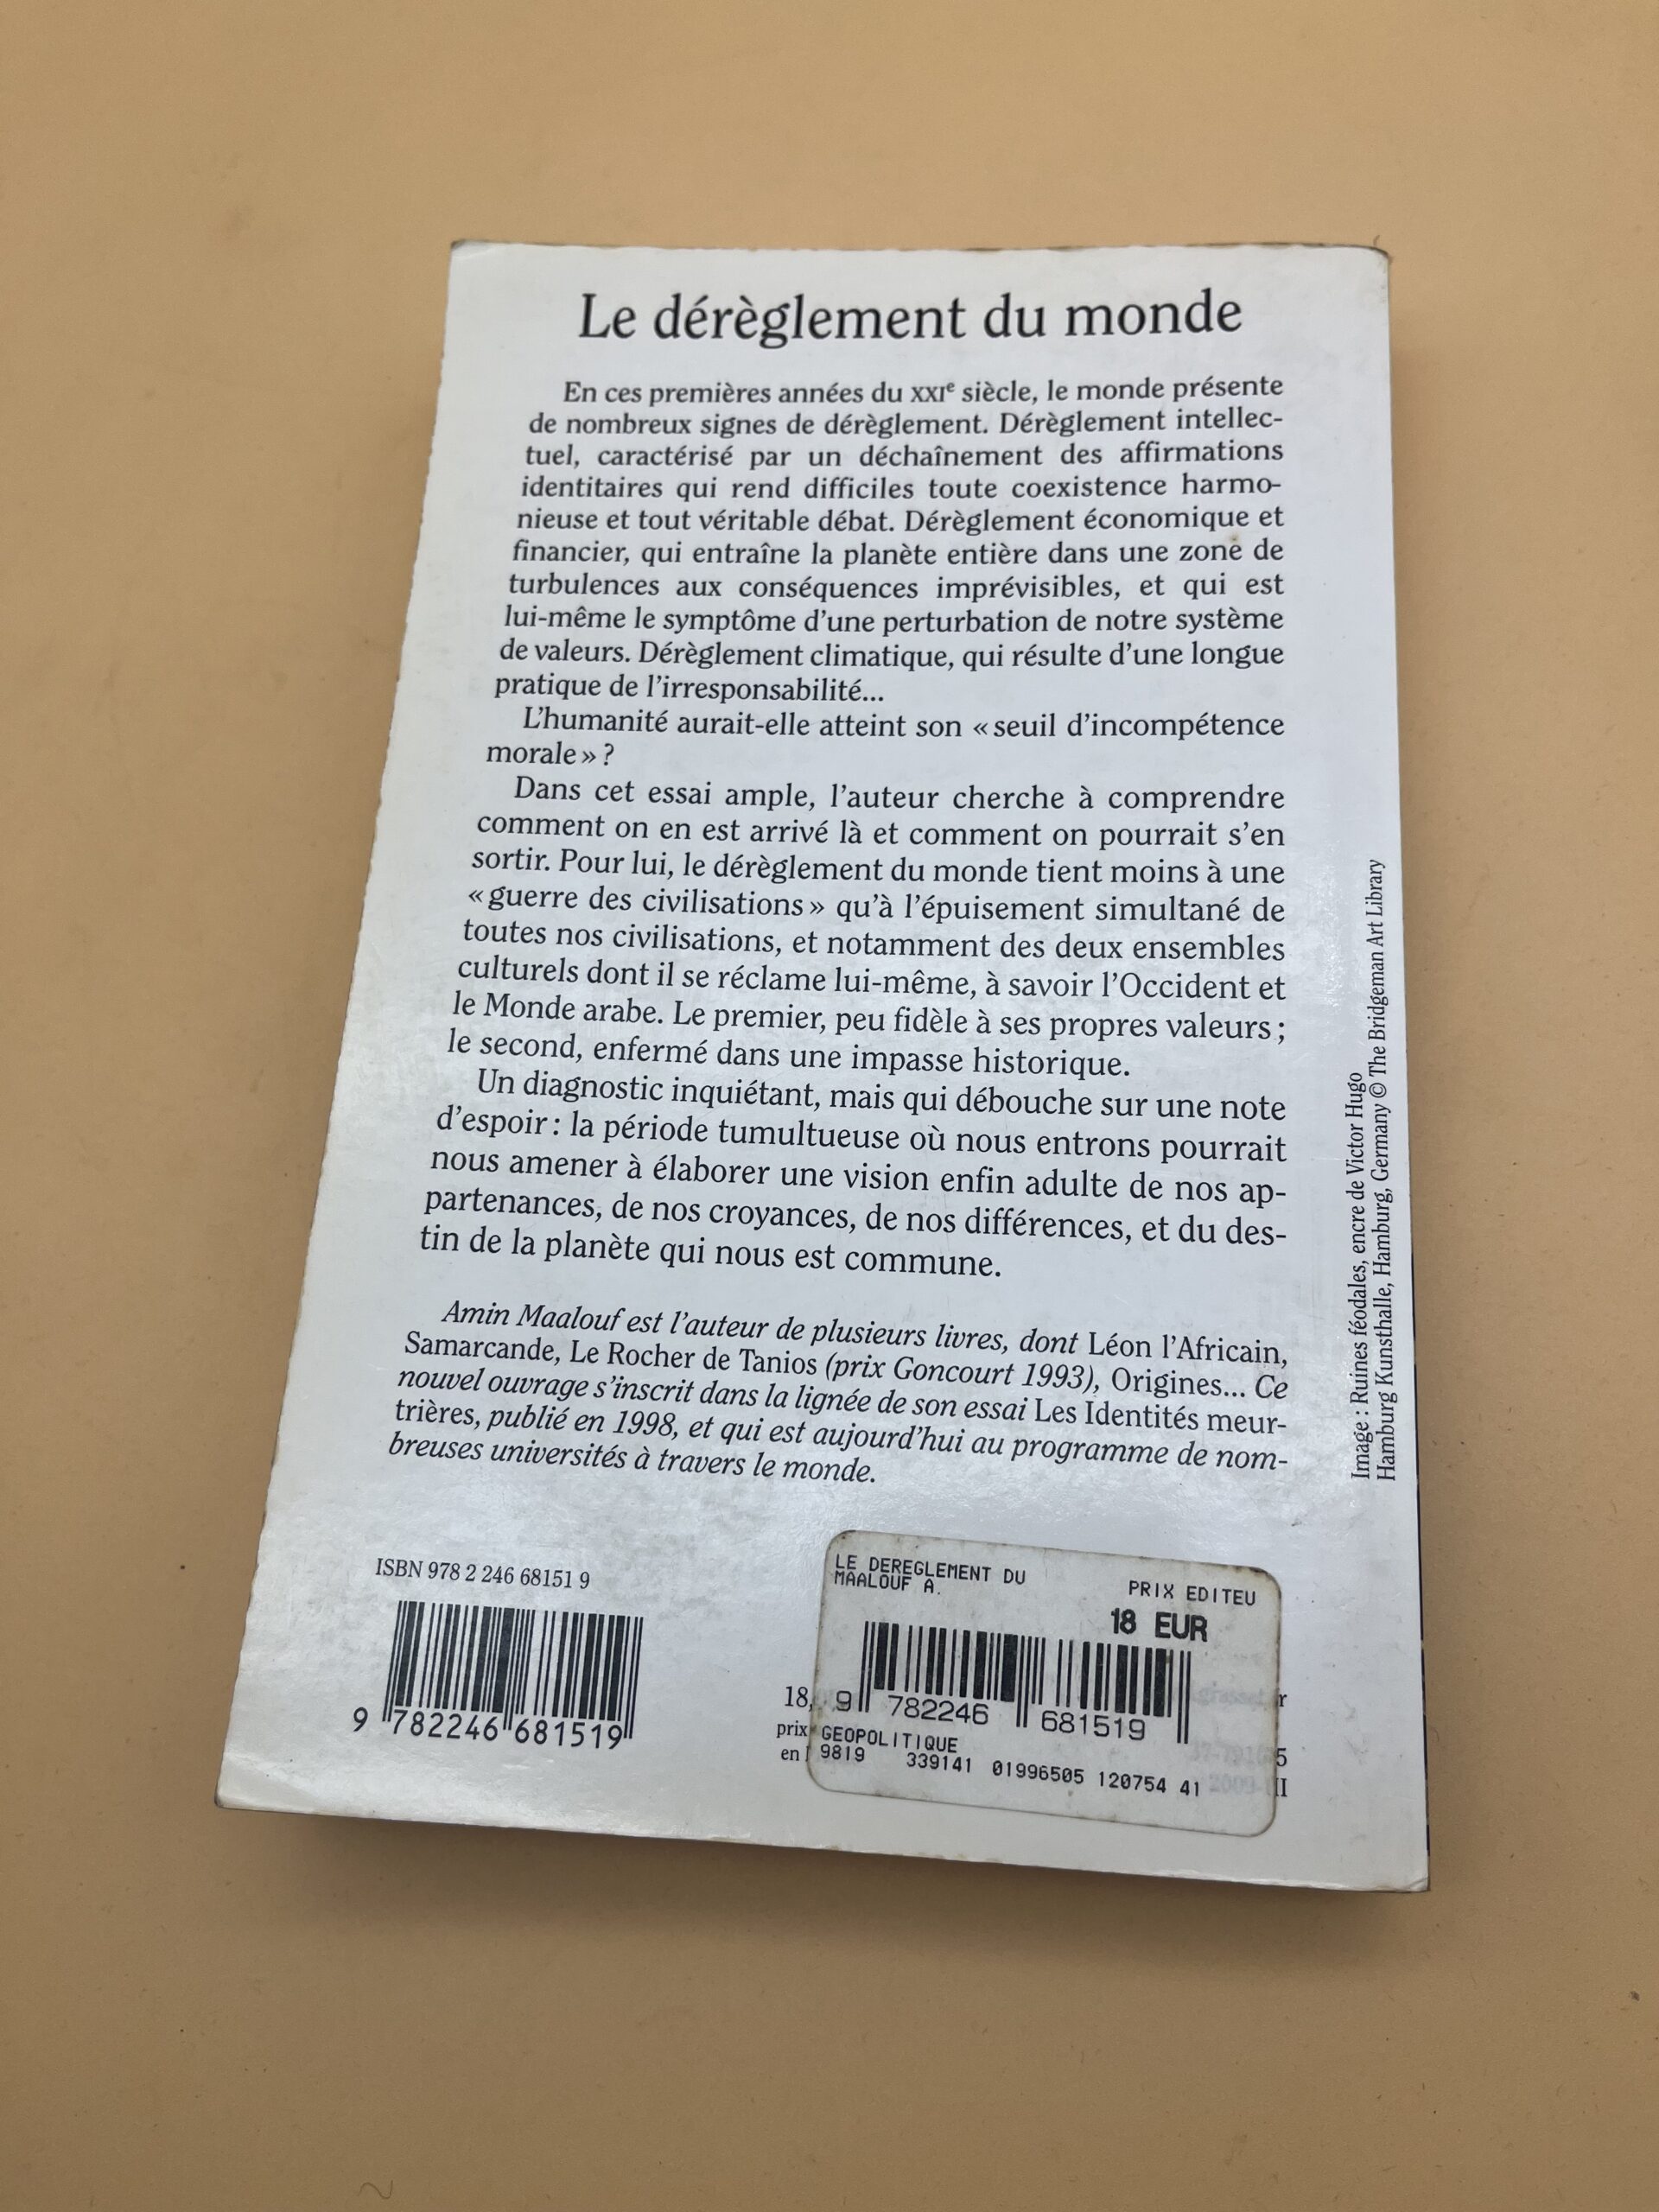 Le dérèglement du monde
En ces premières années du XXIe siècle, le monde présente
de nombreux signes de dérèglement. Dérèglement intellec-
tuel, caractérisé par un déchaînement des affirmations
identitaires qui rend difficiles toute coexistence harmo-
nieuse et tout véritable débat. Dérèglement économique et
financier, qui entraîne la planète entière dans une zone de
turbulences aux conséquences imprévisibles, et qui est
lui-même le symptôme d'une perturbation de notre système
de valeurs. Dérèglement climatique, qui résulte d'une longue
pratique de l'irresponsabilité...
L'humanité aurait-elle atteint son « seuil d'incompétence
morale » ?
Dans cet essai ample, l'auteur cherche à comprendre
comment on en est arrivé là et comment on pourrait s'en
sortir. Pour lui, le dérèglement du monde tient moins à une
« guerre des civilisations » qu'à l'épuisement simultané de
toutes nos civilisations, et notamment des deux ensembles
culturels dont il se réclame lui-même, à savoir l'Occident et
le Monde arabe. Le premier, peu fidèle à ses propres valeurs ;
le second, enfermé dans une impasse historique.
Un diagnostic inquiétant, mais qui débouche sur une note
d'espoir : la période tumultueuse où nous entrons pourrait
nous amener à élaborer une vision enfin adulte de nos ap-
partenances, de nos croyances, de nos différences, et du des-
tin de la planète qui nous est commune.
Amin Maalouf est l'auteur de plusieurs livres, dont Léon l'Africain,
Samarcande, Le Rocher de Tanios (prix Goncourt 1993), Origines... Ce
nouvel ouvrage s'inscrit dans la lignée de son essai Les Identités meur-
trières, publié en 1998, et qui est aujourd'hui au programme de nom-
breuses universités à travers le monde.
Image : Ruines féodales, encre de Victor Hugo
Hamburg Kunsthalle, Hamburg, Germany © The Bridgeman Art Library
ISBN 978 2 246 68151 9
9 782246 681519
LE DEREGLEMENT DU
MAALOUF A.
PRIX EDITEU
18 EUR
9 782246 681519
GEOPOLITIQUE
9819 339141 01996505 120754 41
18,
prix
en